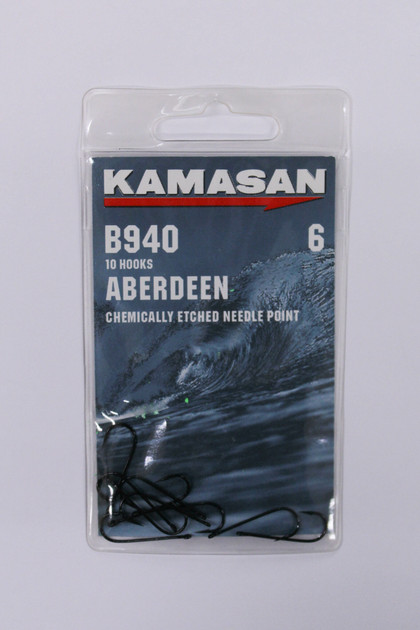 KAMASAN
B940 6
10 HOOKS
ABERDEEN
CHEMICALLY ETCHED NEEDLE POINT